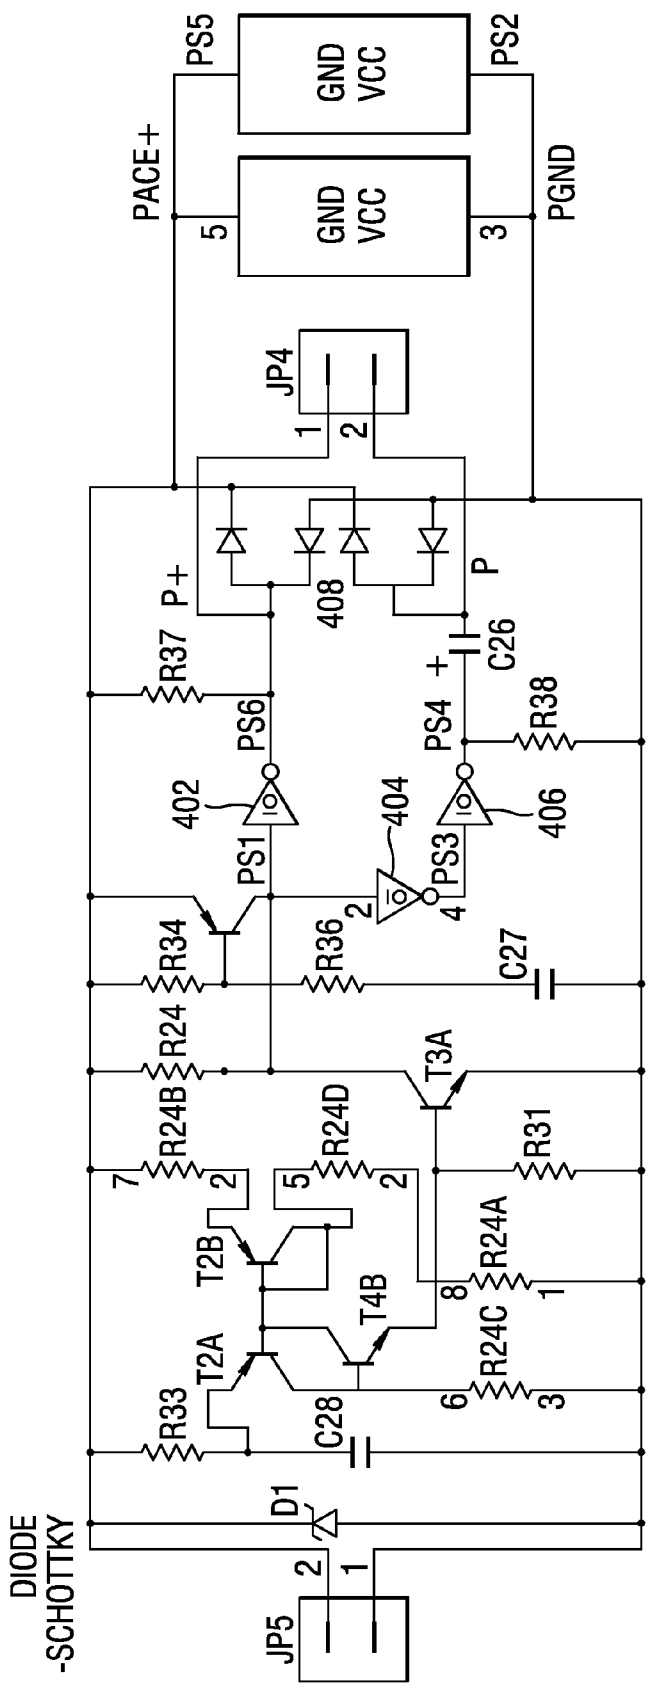 DIODE
-SCHOTTKY
JP5
2
1
D1
R33
C28
T2A
T2B
T4B
6
R24C
3
8
R24A
1
7
R24B
2
5
R24D
2
R31
T3A
R24
R34
R36
C27
PS1
402
PS6
R37
P+
2
404
4
PS3
406
PS4
R38
+
C26
408
P
1
2
JP4
PACE+
5
GND
VCC
3
PGND
PS5
GND
VCC
PS2